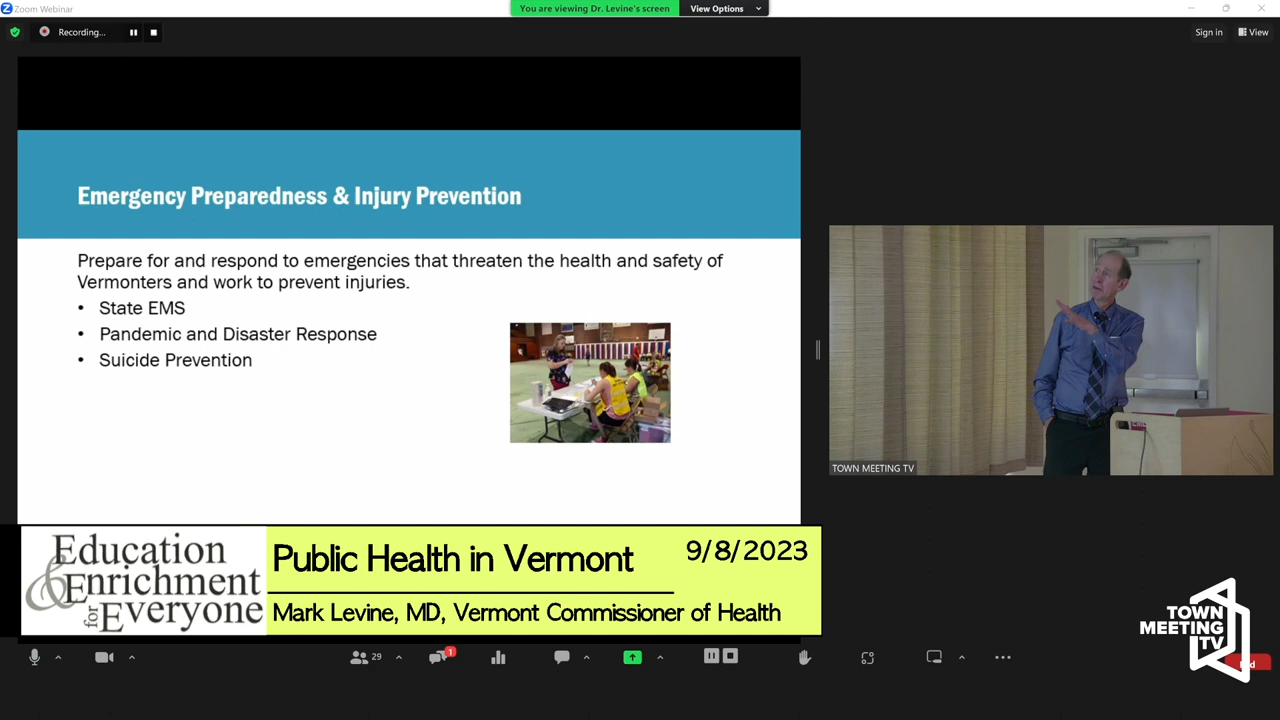 Zoom Webinar
You are viewing Dr. Levine's screen
View Options
Recording...
Sign in
View
Emergency Preparedness & Injury Prevention
Prepare for and respond to emergencies that threaten the health and safety of
Vermonters and work to prevent injuries.
• State EMS
• Pandemic and Disaster Response
• Suicide Prevention
TOWN MEETING TV
Education
& Enrichment
for Everyone
Public Health in Vermont
9/8/2023
Mark Levine, MD, Vermont Commissioner of Health
TOWN
MEETING
TV
29
1